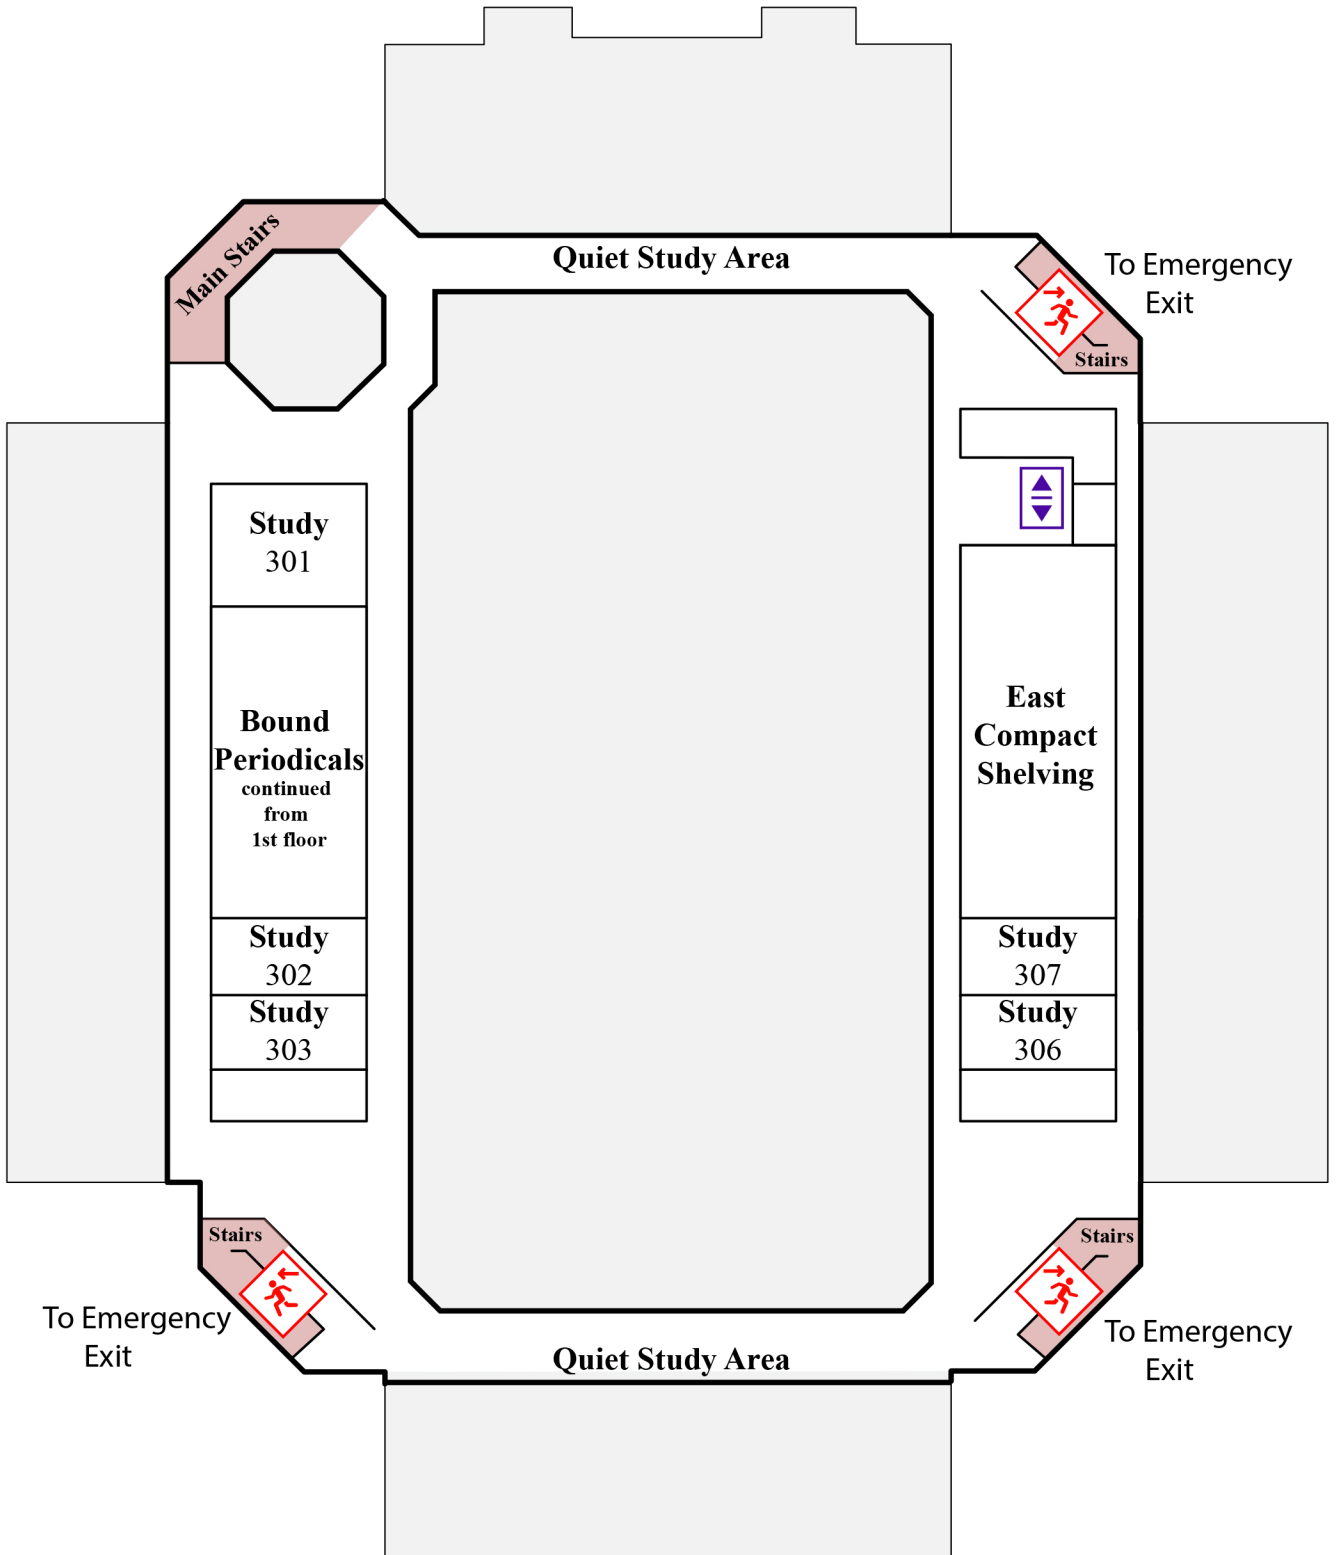 Main Stairs
Quiet Study Area
To Emergency
Exit
Stairs
Study
301
Bound
Periodicals
continued
from
1st floor
East
Compact
Shelving
Study
302
Study
303
Study
307
Study
306
Stairs
To Emergency
Exit
Stairs
To Emergency
Exit
Quiet Study Area